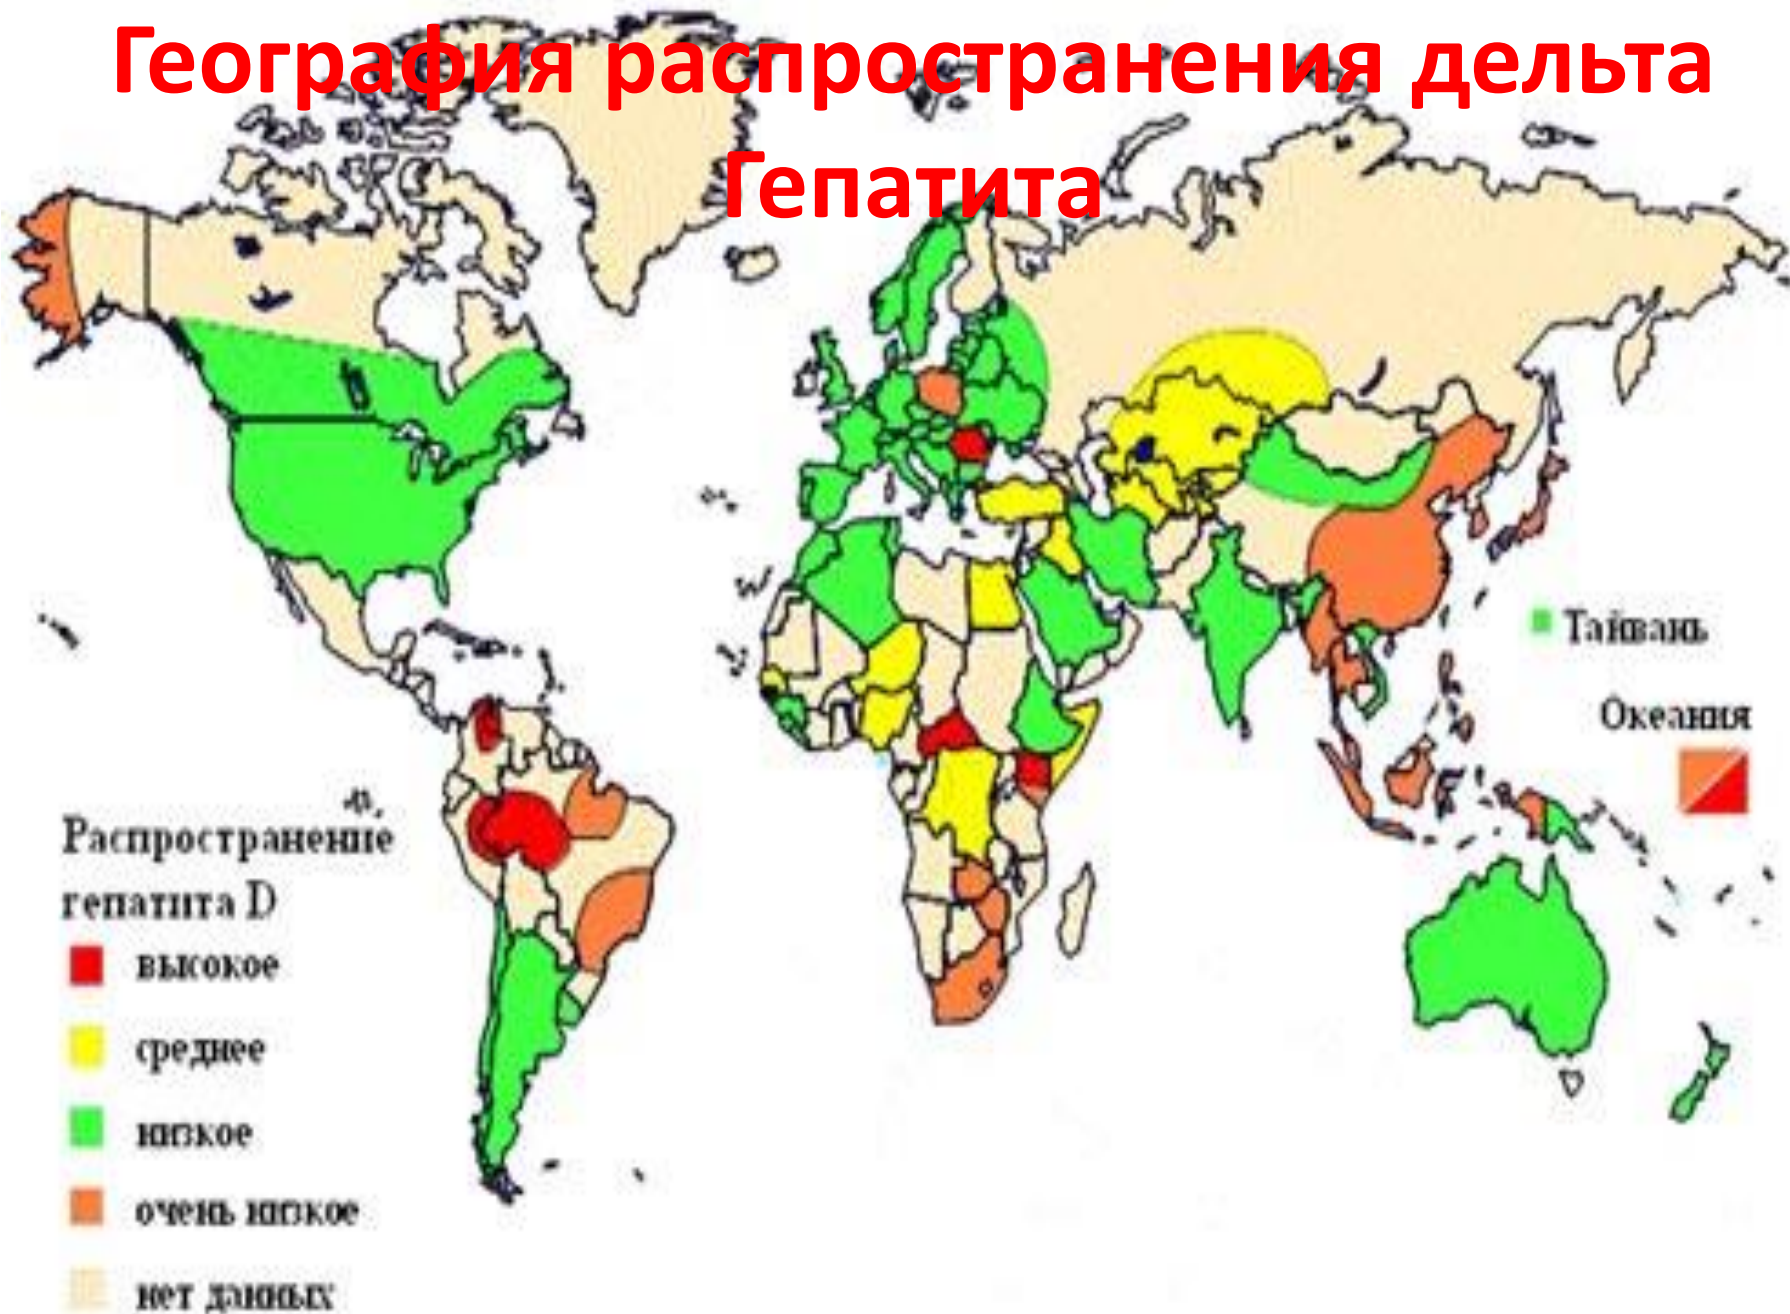 География распространения дельта
Гепатита
Тайвань
Океания
Распространение
гепатита D
высокое
среднее
низкое
очень низкое
нет данных